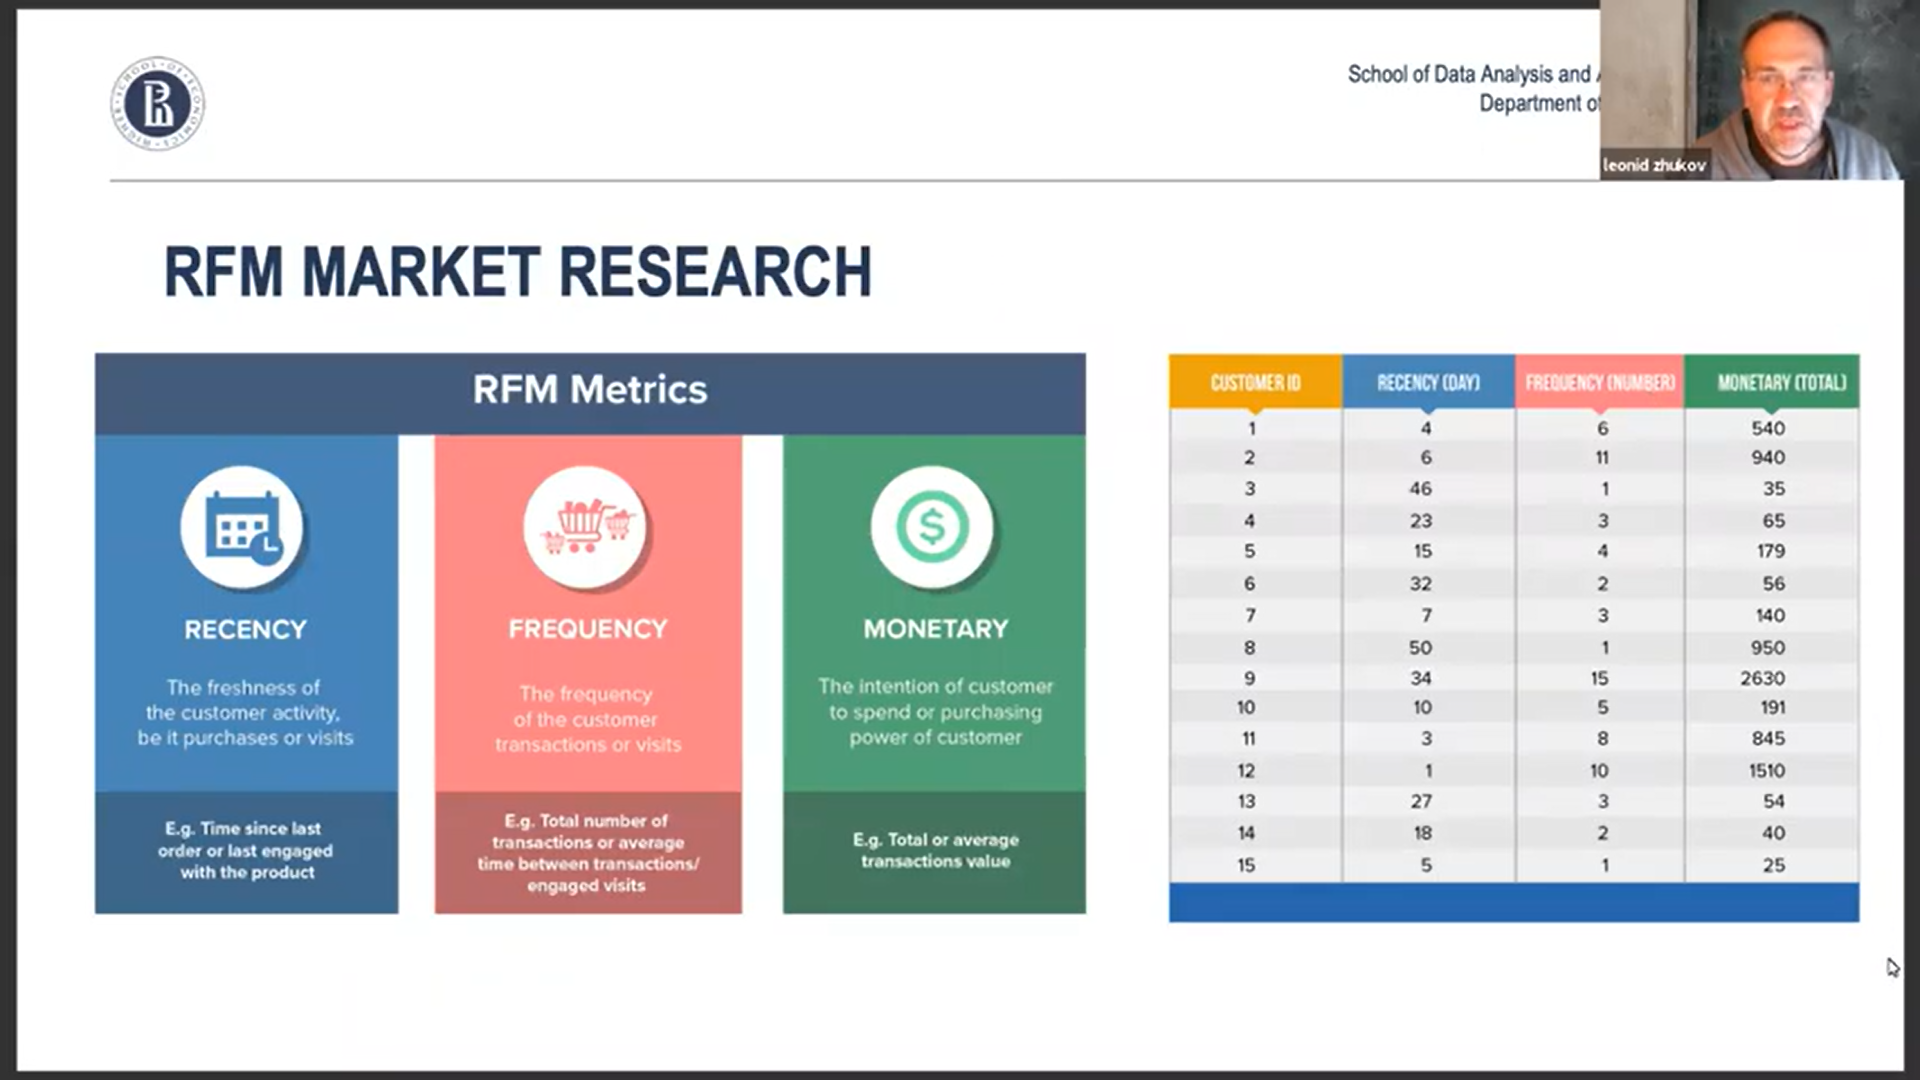 HIGHER · SCHOOL · OF · ECONOMICS
School of Data Analysis and
Department of
leonid zhukov
RFM MARKET RESEARCH
RFM Metrics
RECENCY
The freshness of
the customer activity,
be it purchases or visits
E.g. Time since last
order or last engaged
with the product
FREQUENCY
The frequency
of the customer
transactions or visits
E.g. Total number of
transactions or average
time between transactions/
engaged visits
MONETARY
The intention of customer
to spend or purchasing
power of customer
E.g. Total or average
transactions value
CUSTOMER ID RECENCY (DAY) FREQUENCY (NUMBER) MONETARY (TOTAL)
1 4 6 540
2 6 11 940
3 46 1 35
4 23 3 65
5 15 4 179
6 32 2 56
7 7 3 140
8 50 1 950
9 34 15 2630
10 10 5 191
11 3 8 845
12 1 10 1510
13 27 3 54
14 18 2 40
15 5 1 25